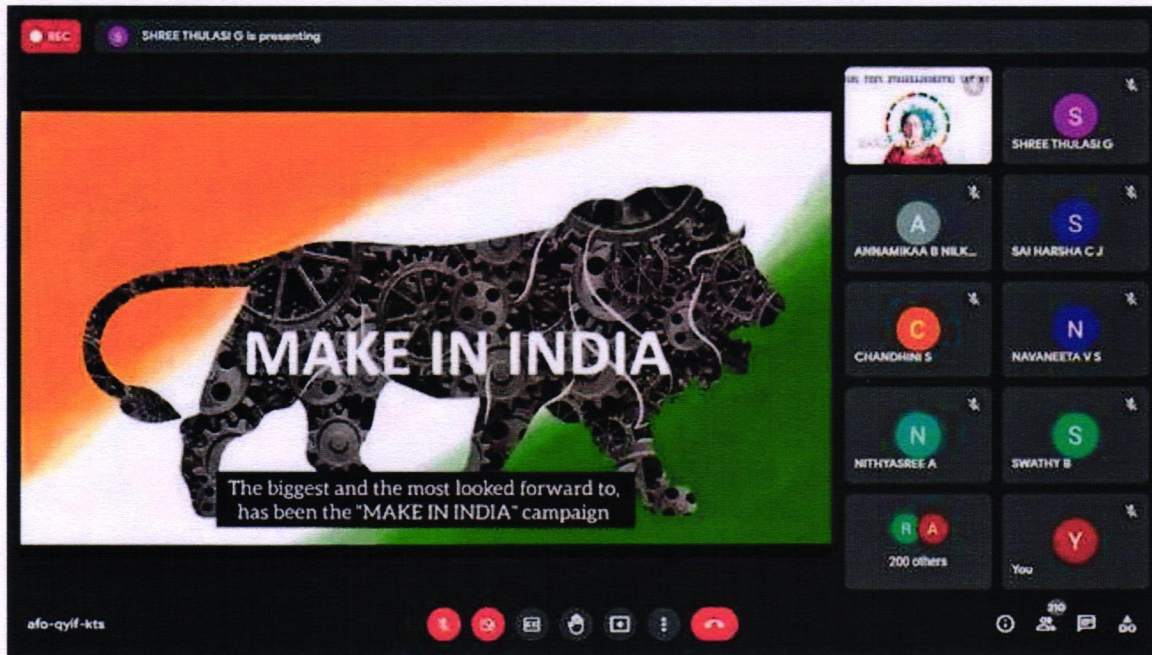 REC
S
SHREE THULASI G is presenting
S
SHREE THULASI G
A
ANNAMIKAA B NILK...
S
SAI HARSHA C J
C
CHANDHINI S
N
NAVANEETA V S
N
NITHYASREE A
S
SWATHY B
R A
200 others
Y
You
MAKE IN INDIA
The biggest and the most looked forward to,
has been the "MAKE IN INDIA" campaign
afo-qyif-kts
210